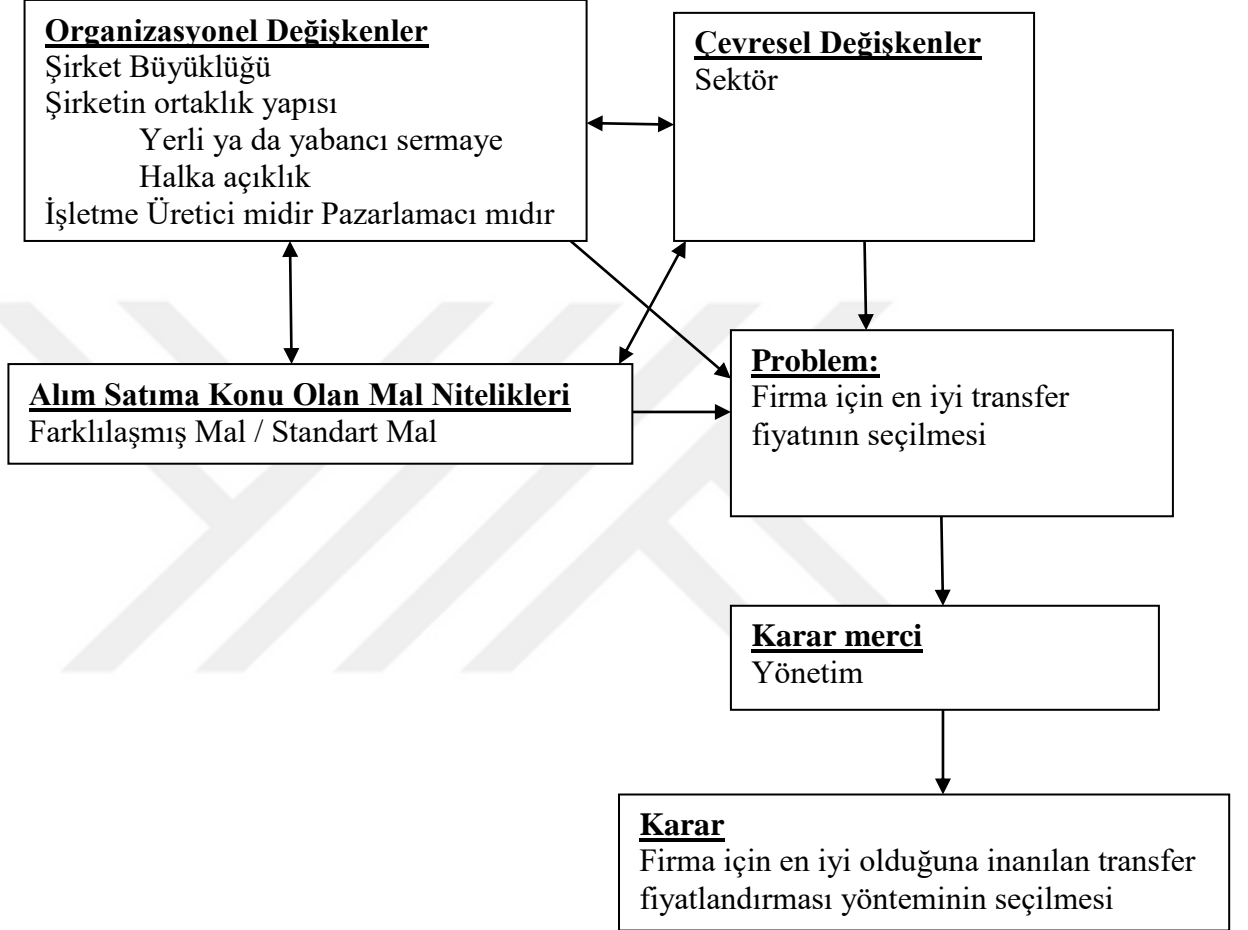 Organizasyonel Değişkenler
Şirket Büyüklüğü
Şirketin ortaklık yapısı
Yerli ya da yabancı sermaye
Halka açıklık
İşletme Üretici midir Pazarlamacı mıdır
Çevresel Değişkenler
Sektör
Alım Satıma Konu Olan Mal Nitelikleri
Farklılaşmış Mal / Standart Mal
Problem:
Firma için en iyi transfer
fiyatının seçilmesi
Karar merci
Yönetim
Karar
Firma için en iyi olduğuna inanılan transfer
fiyatlandırması yönteminin seçilmesi